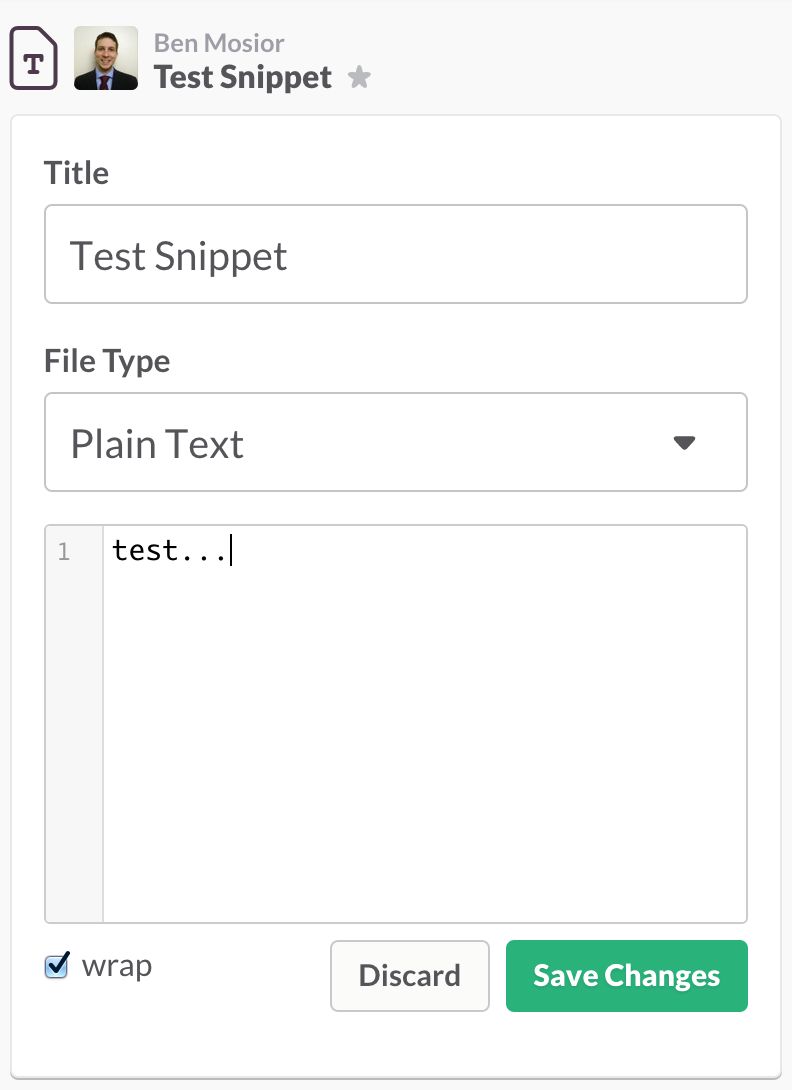 T
Ben Mosior
Test Snippet
Title
Test Snippet
File Type
Plain Text
1 test...
wrap
Discard
Save Changes